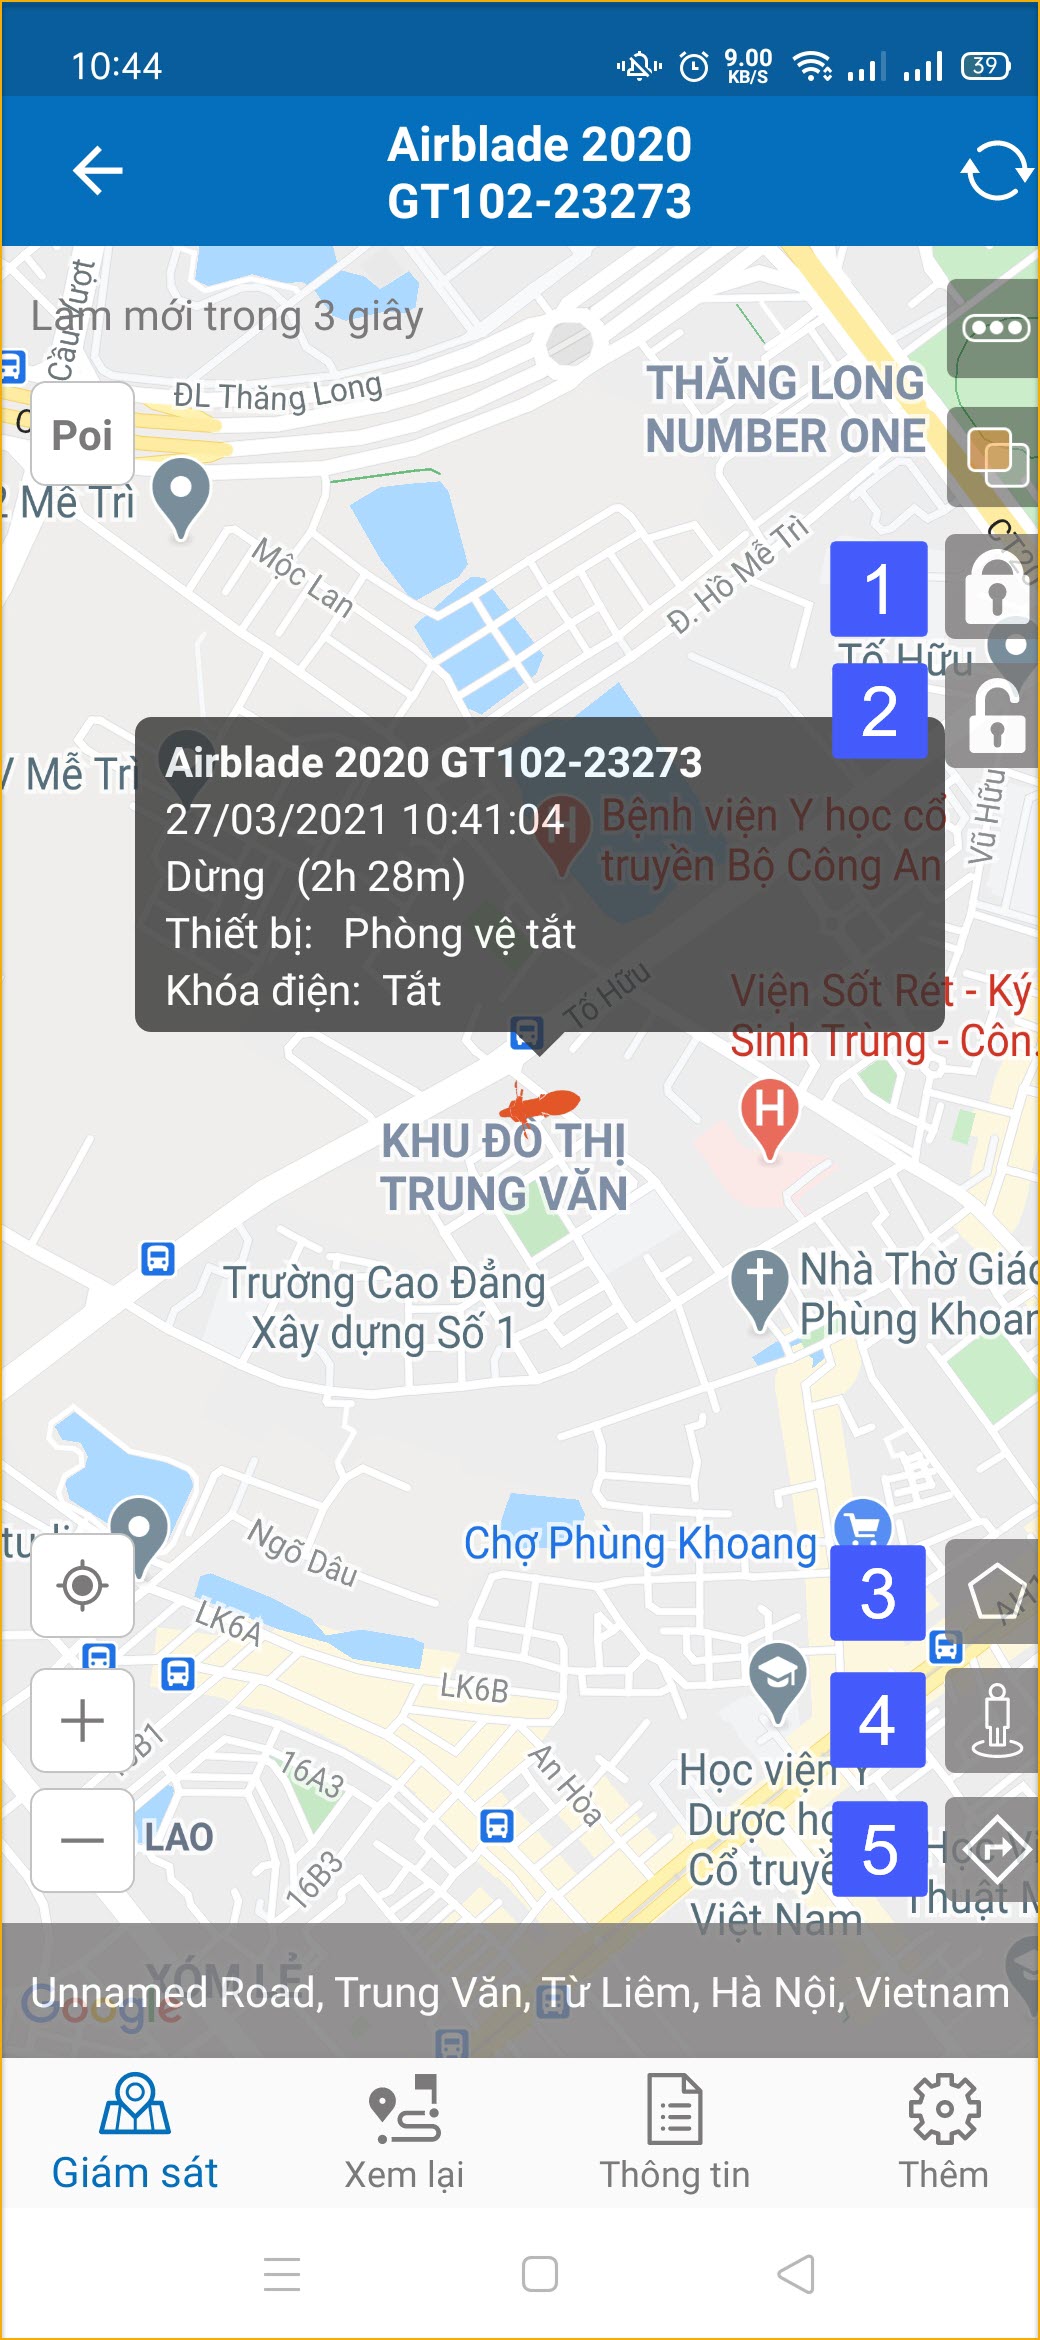 10:44
9.00
KB/S
39
Airblade 2020
GT102-23273
Cầu Vượt
Làm mới trong 3 giây
ĐL Thăng Long
THĂNG LONG
NUMBER ONE
Poi
Mê Trì
Mộc Lan
Đ. Hồ Mễ Trì
1
Tố Hữu
2
Mễ Trì
Vũ Hữu
Airblade 2020 GT102-23273
27/03/2021 10:41:04
Dừng (2h 28m)
Thiết bị: Phòng vệ tắt
Khóa điện: Tắt
Bệnh viện Y học cổ
truyền Bộ Công An
Tố Hữu
Viện Sốt Rét - Ký
Sinh Trùng - Côn.
H
KHU ĐÔ THỊ
TRUNG VĂN
Trường Cao Đẳng
Xây dựng Số 1
Nhà Thờ Giáo
Phùng Khoan
Ngõ Dâu
Chợ Phùng Khoang
3
LK6A
LK6B
4
16A3
An Hòa
Học viện Y
Dược họ
Cổ truyề
Việt Nam
5
LAO
16B3
XÓM LẺ
Google
Unnamed Road, Trung Văn, Từ Liêm, Hà Nội, Vietnam
Giám sát
Xem lại
Thông tin
Thêm